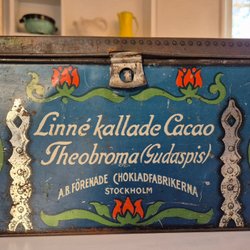 Linné kallade Cacao
Theobroma (Gudaspis)
A.B. FÖRENADE CHOKLADFABRIKERNA
STOCKHOLM